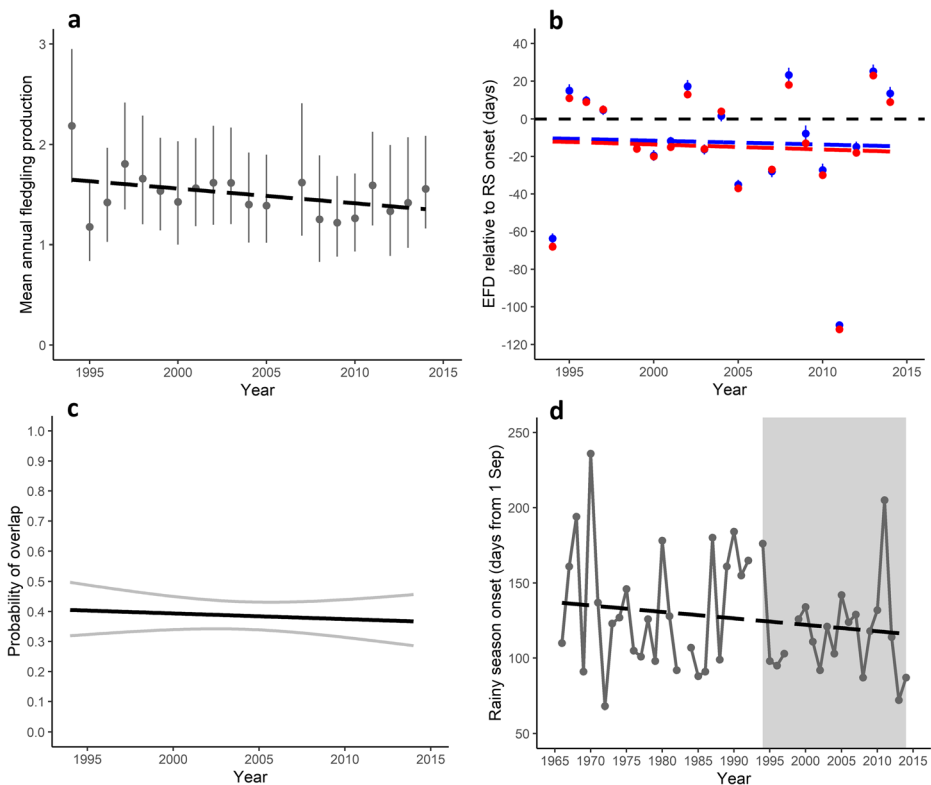 a
Mean annual fledgling production
3
2
1
0
1995 2000 2005 2010 2015
Year
b
EFD relative to RS onset (days)
40
20
0
-20
-40
-60
-80
-100
-120
1995 2000 2005 2010 2015
Year
c
Probability of overlap
1.0
0.9
0.8
0.7
0.6
0.5
0.4
0.3
0.2
0.1
0.0
1995 2000 2005 2010 2015
Year
d
Rainy season onset (days from 1 Sep)
250
200
150
100
50
1965 1970 1975 1980 1985 1990 1995 2000 2005 2010 2015
Year